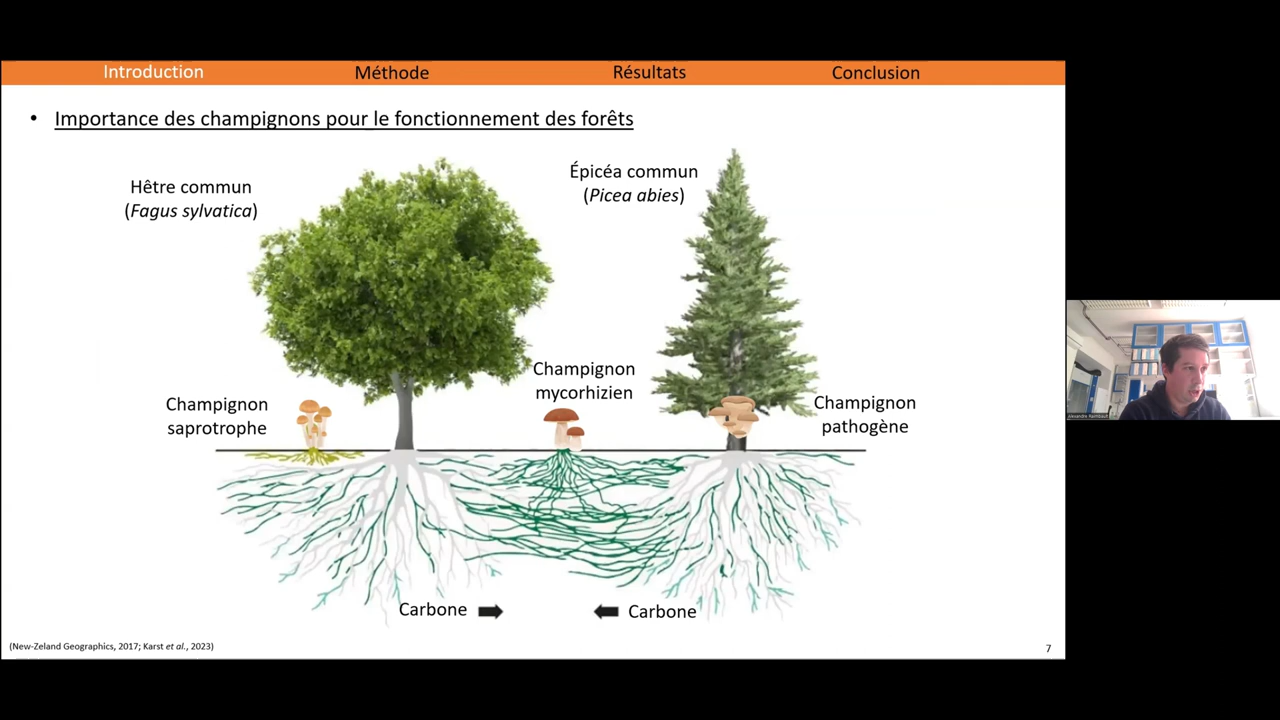 Introduction
Méthode
Résultats
Conclusion
• Importance des champignons pour le fonctionnement des forêts
Hêtre commun
(Fagus sylvatica)
Épicéa commun
(Picea abies)
Champignon
mycorhizien
Champignon
saprotrophe
Champignon
pathogène
Carbone
Carbone
(New-Zeland Geographics, 2017; Karst et al., 2023)
7